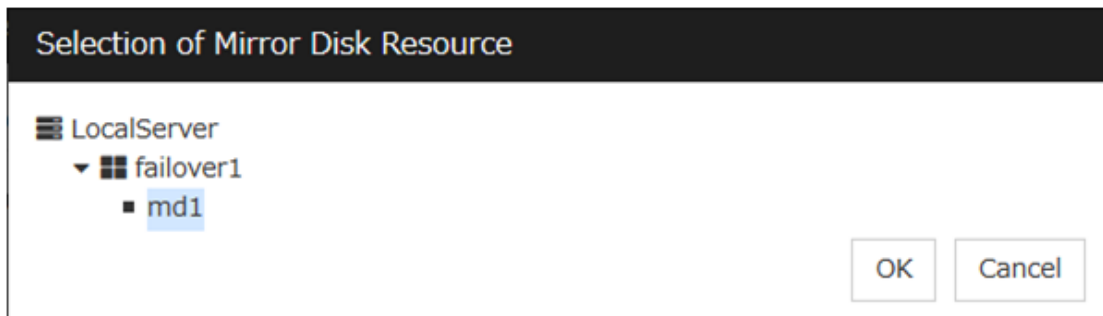 Selection of Mirror Disk Resource
LocalServer
failover1
md1
OK Cancel